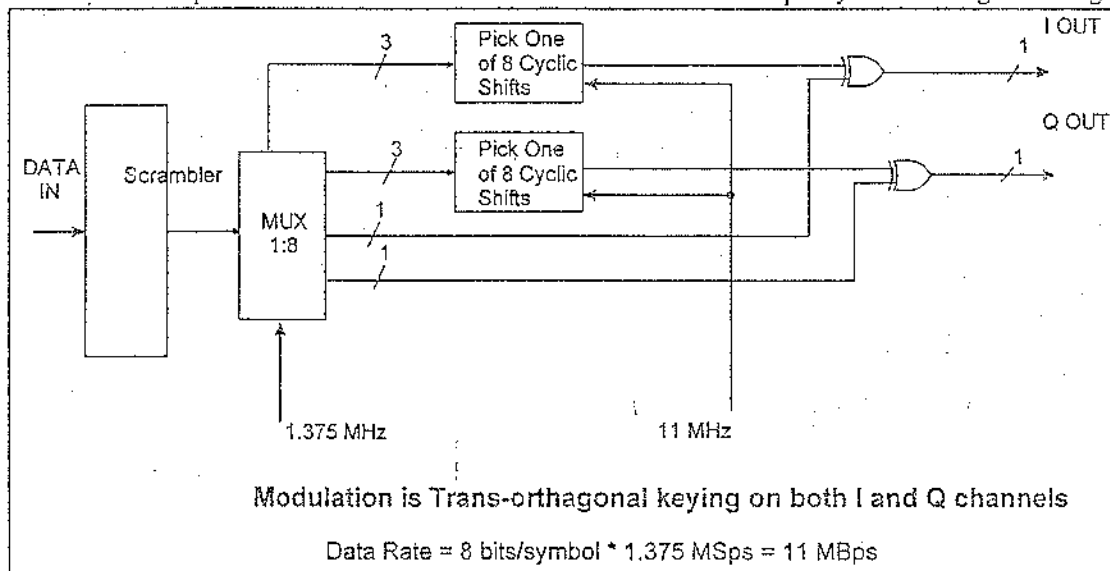 I OUT
Pick One
of 8 Cyclic
Shifts
3
1
Q OUT
Pick One
of 8 Cyclic
Shifts
3
1
DATA
IN
Scrambler
MUX
1:8
1
1
1.375 MHz
11 MHz
Modulation is Trans-orthagonal keying on both I and Q channels
Data Rate = 8 bits/symbol * 1.375 MSps = 11 MBps